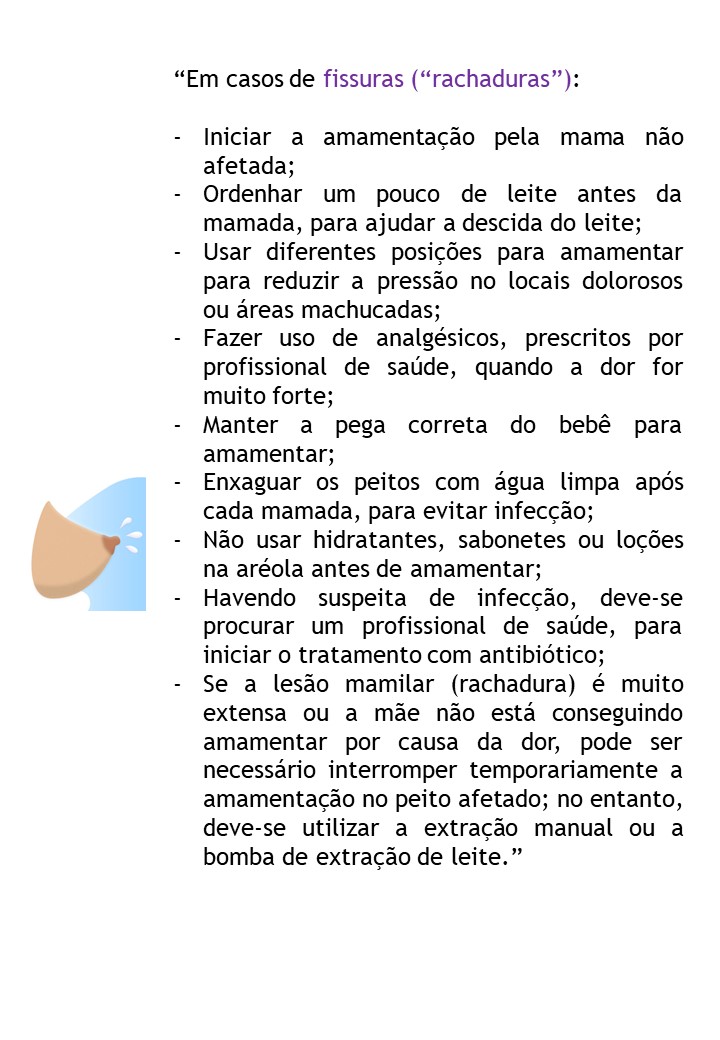 “Em casos de fissuras (“rachaduras”):
- Iniciar a amamentação pela mama não
afetada;
- Ordenhar um pouco de leite antes da
mamada, para ajudar a descida do leite;
- Usar diferentes posições para amamentar
para reduzir a pressão no locais dolorosos
ou áreas machucadas;
- Fazer uso de analgésicos, prescritos por
profissional de saúde, quando a dor for
muito forte;
- Manter a pega correta do bebê para
amamentar;
- Enxaguar os peitos com água limpa após
cada mamada, para evitar infecção;
- Não usar hidratantes, sabonetes ou loções
na aréola antes de amamentar;
- Havendo suspeita de infecção, deve-se
procurar um profissional de saúde, para
iniciar o tratamento com antibiótico;
- Se a lesão mamilar (rachadura) é muito
extensa ou a mãe não está conseguindo
amamentar por causa da dor, pode ser
necessário interromper temporariamente a
amamentação no peito afetado; no entanto,
deve-se utilizar a extração manual ou a
bomba de extração de leite.”